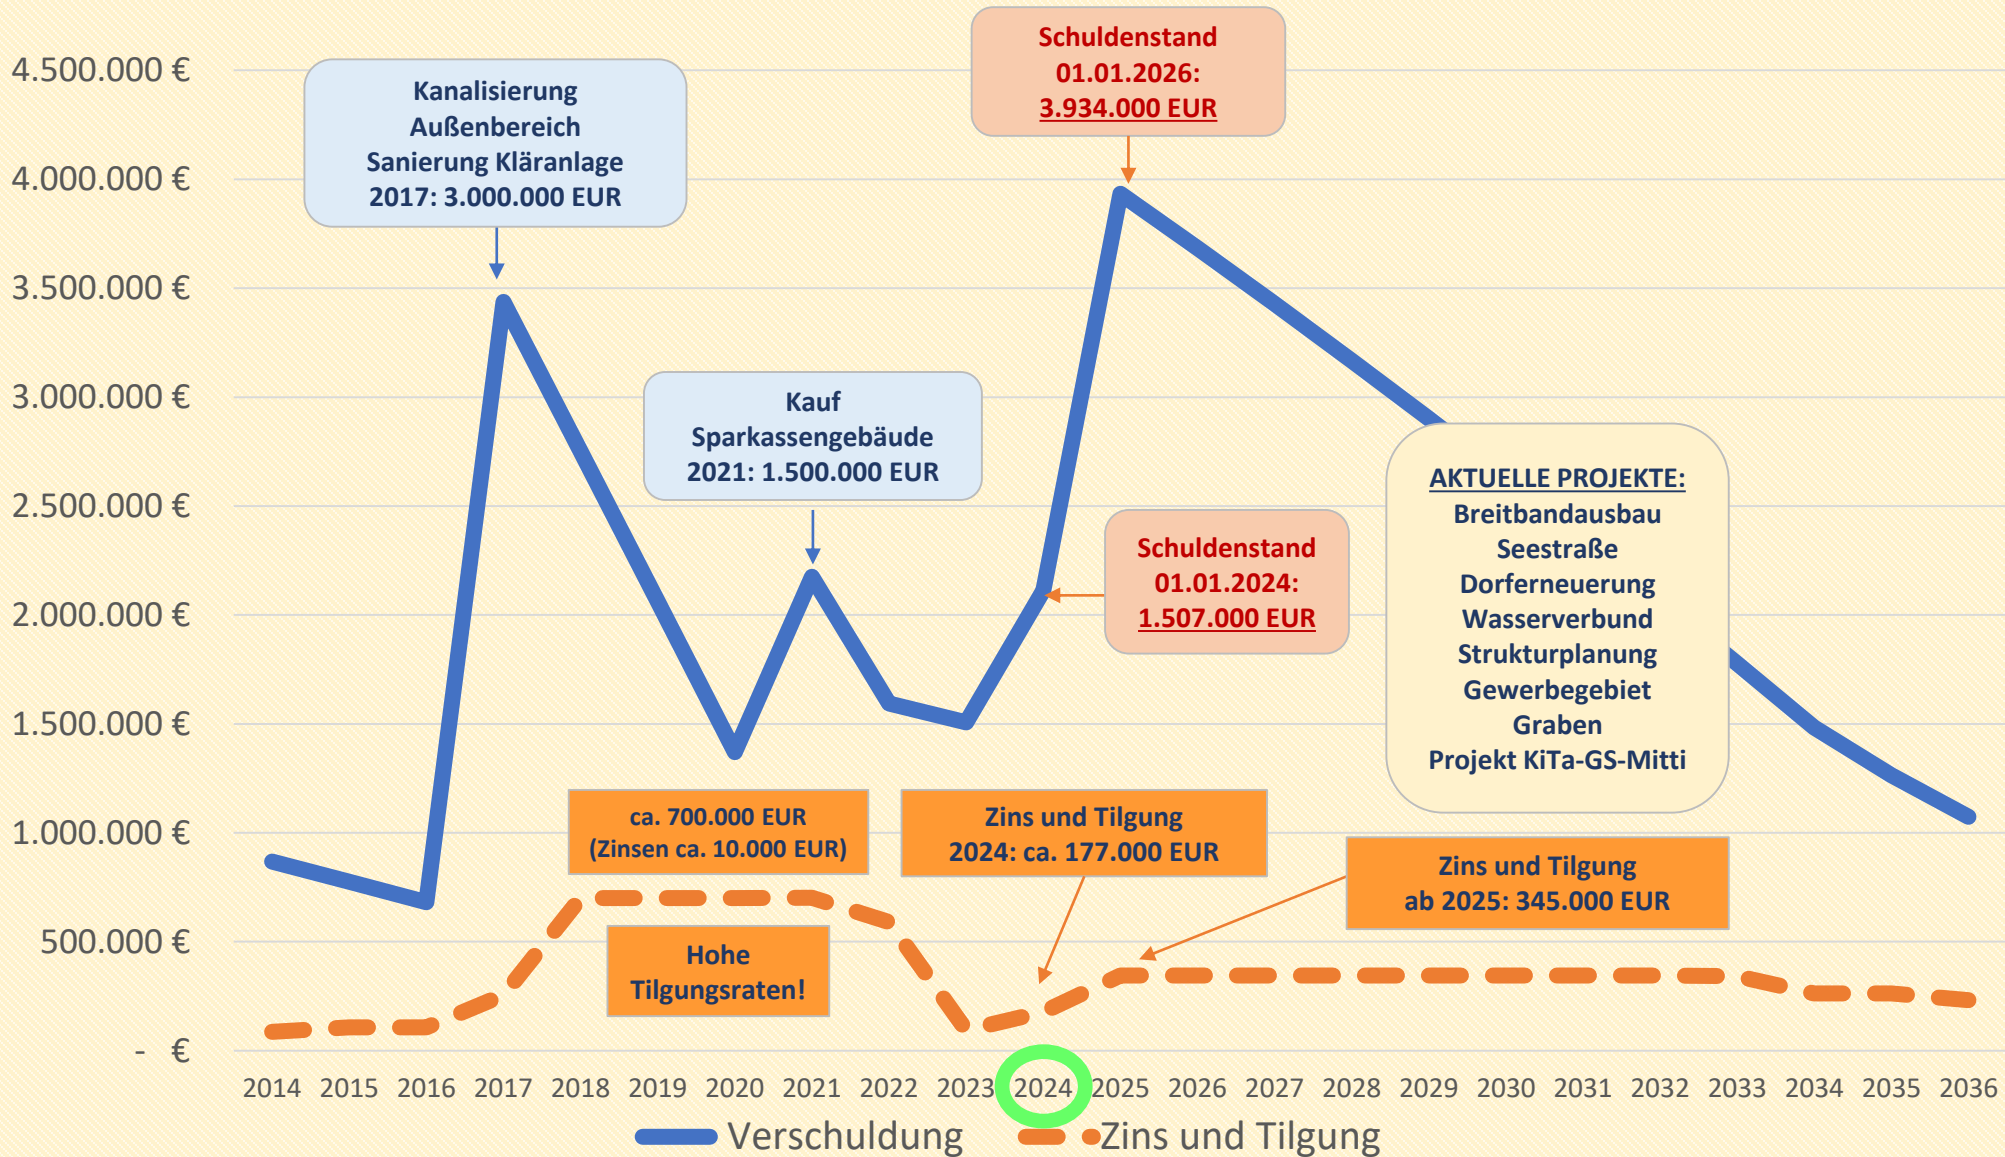 Schuldenstand
01.01.2026:
3.934.000 EUR
4.500.000 €
4.000.000 €
3.500.000 €
3.000.000 €
2.500.000 €
2.000.000 €
1.500.000 €
1.000.000 €
500.000 €
- €
Kanalisierung
Außenbereich
Sanierung Kläranlage
2017: 3.000.000 EUR
Kauf
Sparkassengebäude
2021: 1.500.000 EUR
Schuldenstand
01.01.2024:
1.507.000 EUR
AKTUELLE PROJEKTE:
Breitbandausbau
Seestraße
Dorferneuerung
Wasserverbund
Strukturplanung
Gewerbegebiet
Graben
Projekt KiTa-GS-Mitti
ca. 700.000 EUR
(Zinsen ca. 10.000 EUR)
Zins und Tilgung
2024: ca. 177.000 EUR
Zins und Tilgung
ab 2025: 345.000 EUR
Hohe
Tilgungsraten!
2014 2015 2016 2017 2018 2019 2020 2021 2022 2023 2024 2025 2026 2027 2028 2029 2030 2031 2032 2033 2034 2035 2036
Verschuldung Zins und Tilgung